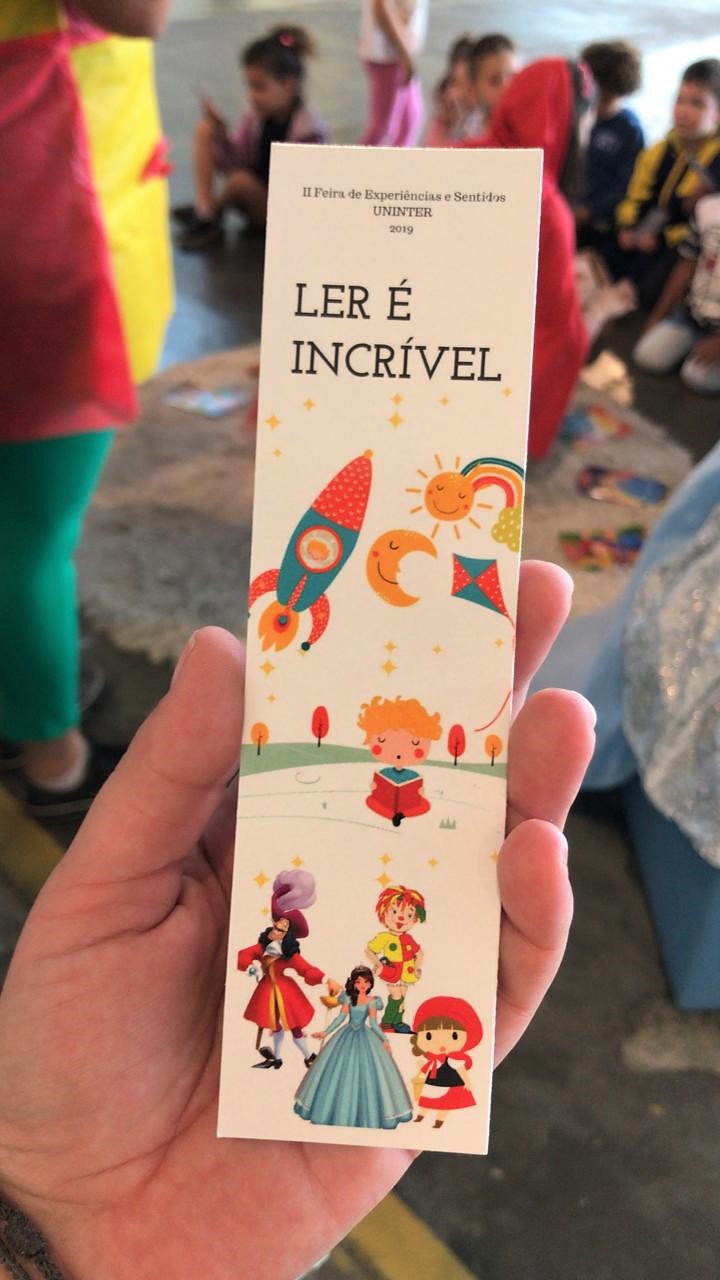 II Feira de Experiências e Sentidos
UNINTER
2019
LER É
INCRÍVEL